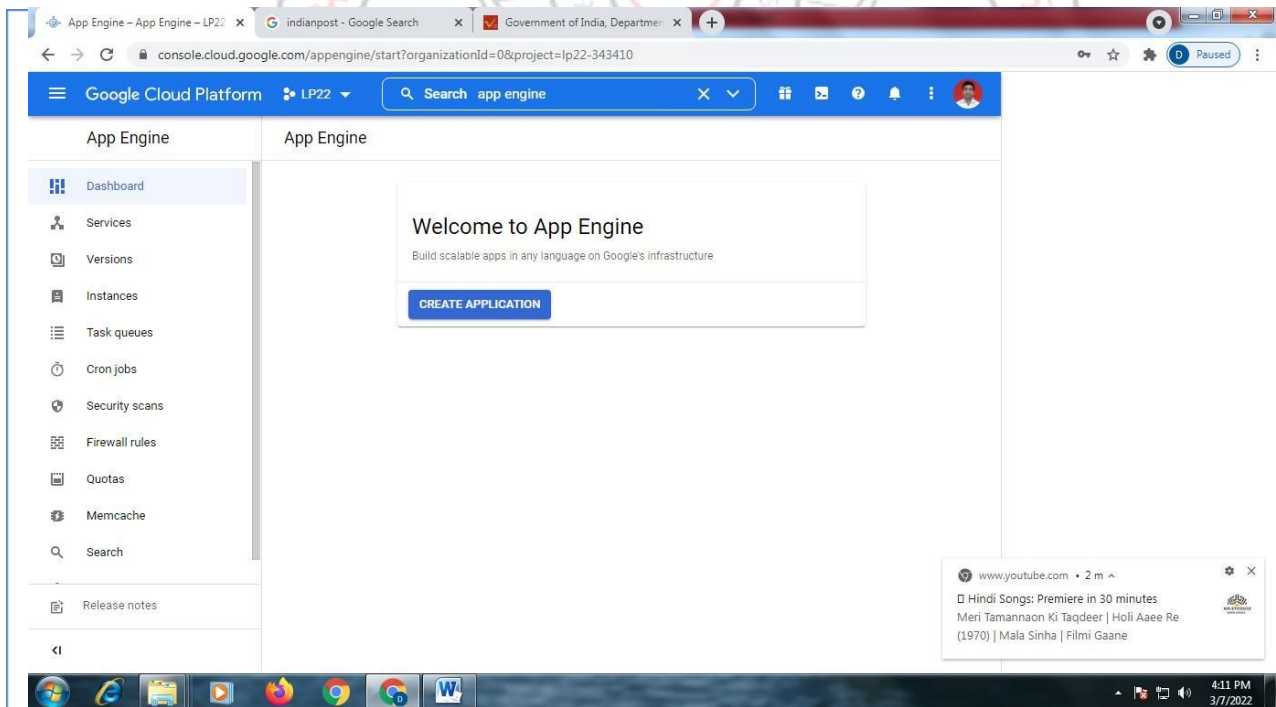 App Engine – App Engine – LP22
indianpost - Google Search
Government of India, Departmen
console.cloud.google.com/appengine/start?organizationId=0&project=lp22-343410
D Paused
Google Cloud Platform
LP22
Search app engine
App Engine
App Engine
Dashboard
Services
Versions
Instances
Task queues
Cron jobs
Security scans
Firewall rules
Quotas
Memcache
Search
Release notes
Welcome to App Engine
Build scalable apps in any language on Google's infrastructure
CREATE APPLICATION
www.youtube.com • 2 m
Hindi Songs: Premiere in 30 minutes
Meri Tamannaon Ki Taqdeer | Holi Aaee Re
(1970) | Mala Sinha | Filmi Gaane
4:11 PM
3/7/2022